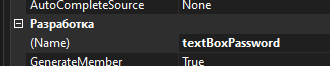 AutoCompleteSource None
Разработка
(Name) textBoxPassword
GenerateMember True